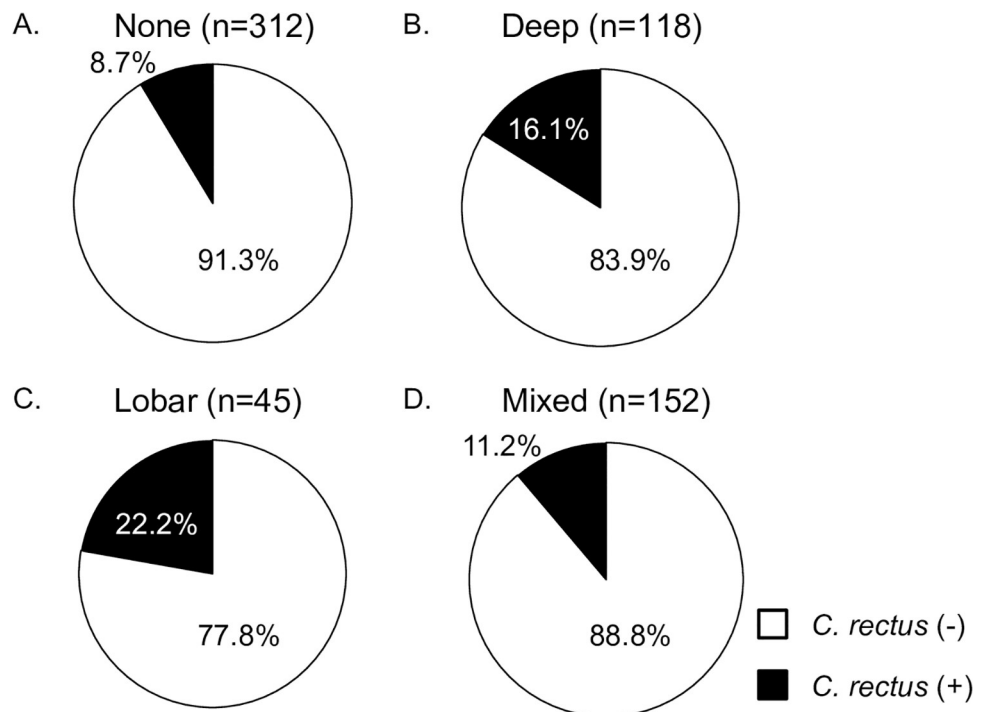 A. None (n=312)
8.7%
91.3%
B. Deep (n=118)
16.1%
83.9%
C. Lobar (n=45)
22.2%
77.8%
D. Mixed (n=152)
11.2%
88.8%
C. rectus (-)
C. rectus (+)